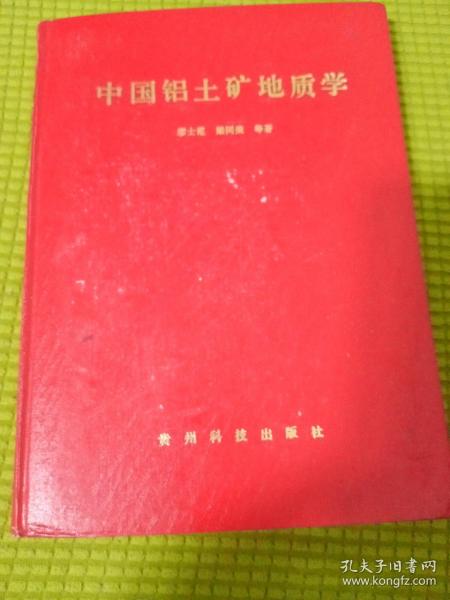 中国铝土矿地质学
廖士范 梁同荣 等著
贵州科技出版社
孔夫子旧书网
www.kongfz.com